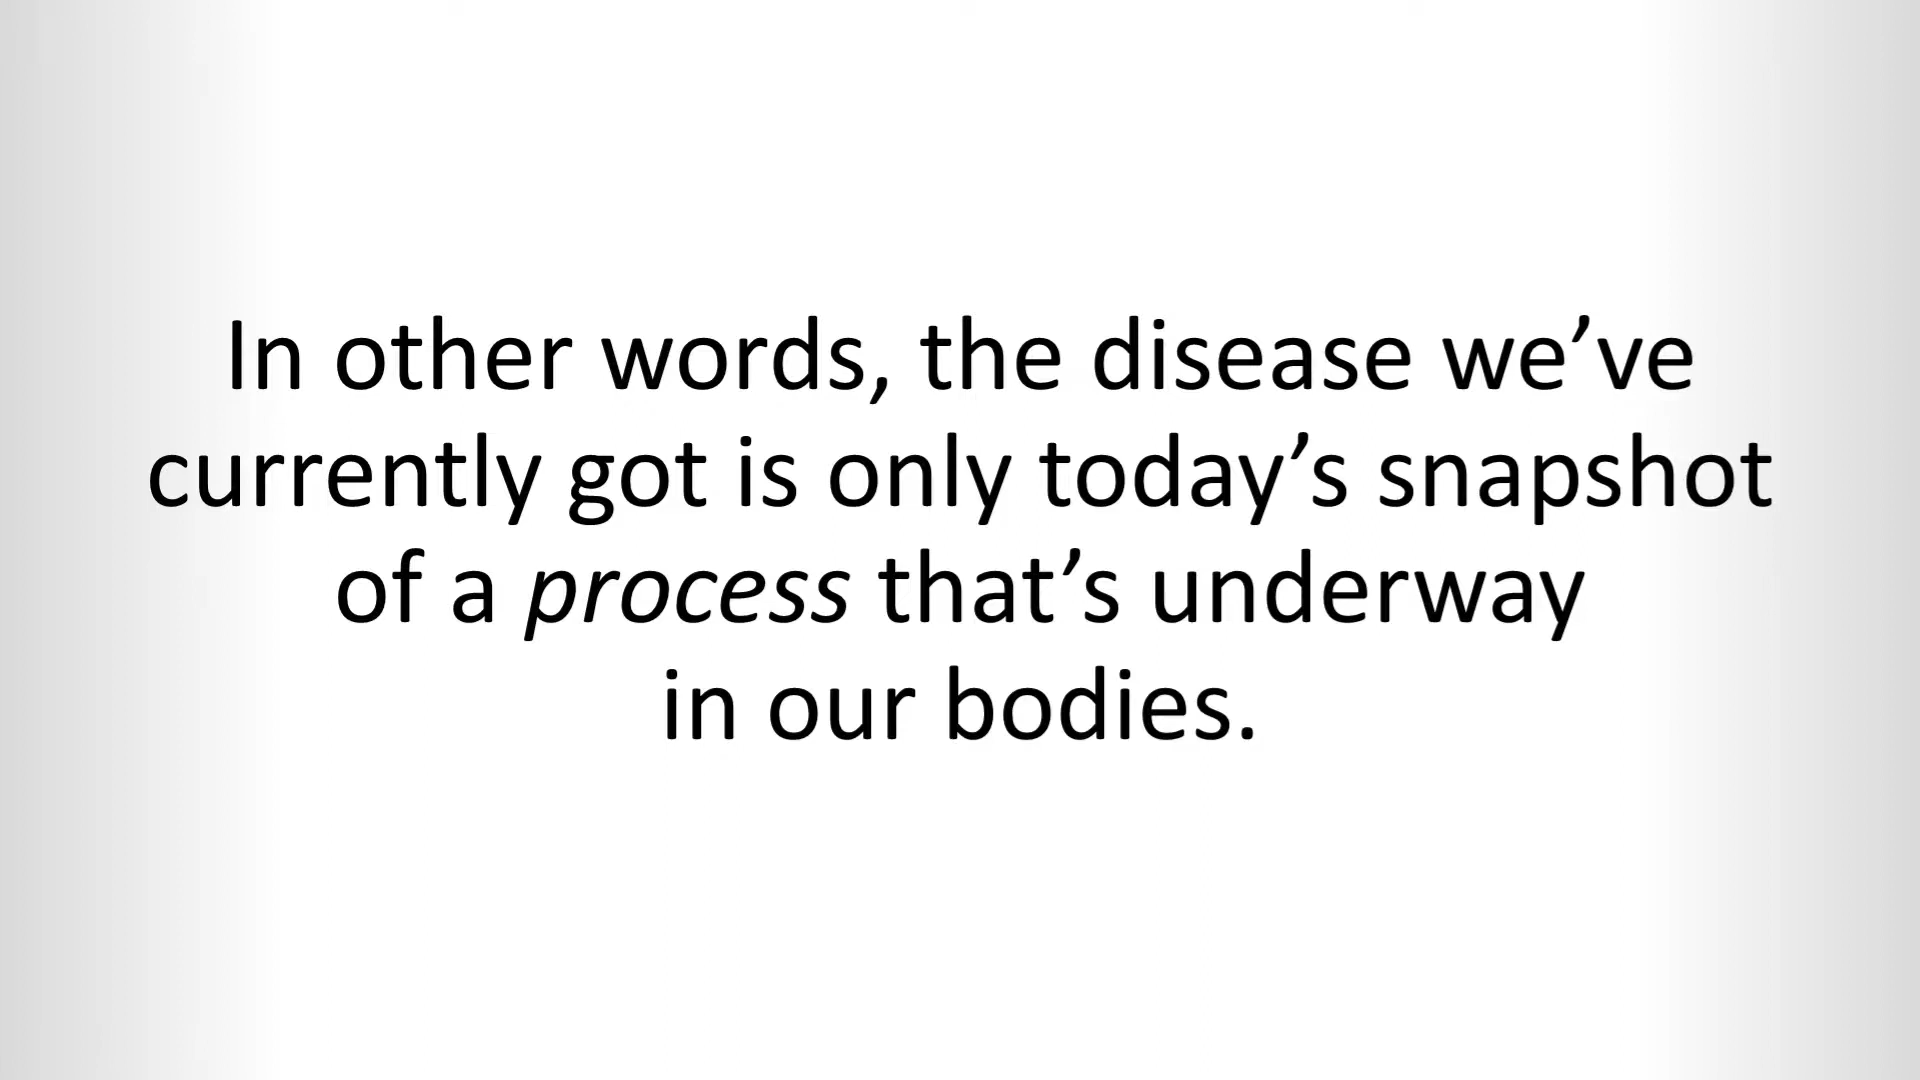 In other words, the disease we’ve
currently got is only today’s snapshot
of a process that’s underway
in our bodies.